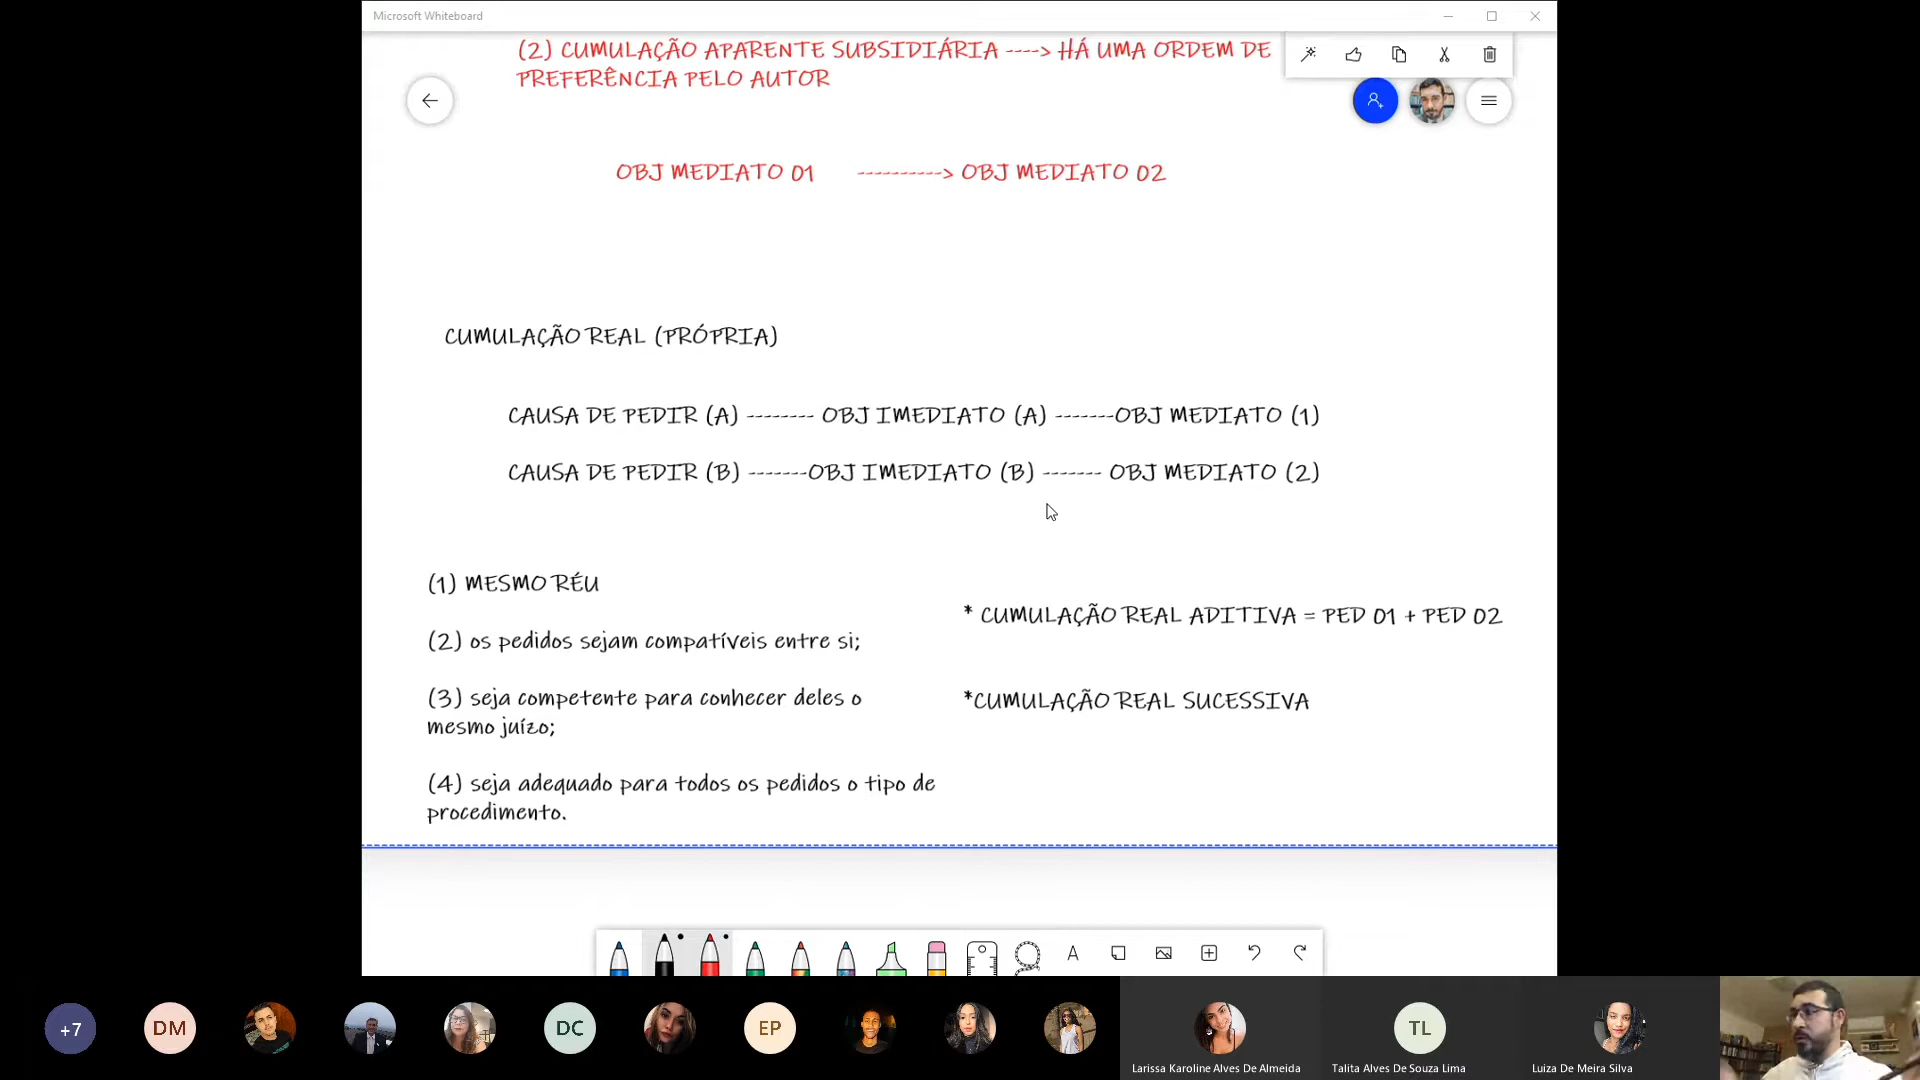 Microsoft Whiteboard
(2) CUMULAÇÃO APARENTE SUBSIDIÁRIA ----> HÁ UMA ORDEM DE
PREFERÊNCIA PELO AUTOR
OBJ MEDIATO 01 ----------> OBJ MEDIATO 02
CUMULAÇÃO REAL (PRÓPRIA)
CAUSA DE PEDIR (A) -------- OBJ IMEDIATO (A) -------OBJ MEDIATO (1)
CAUSA DE PEDIR (B) -------OBJ IMEDIATO (B) ------- OBJ MEDIATO (2)
(1) MESMO RÉU
(2) os pedidos sejam compatíveis entre si;
(3) seja competente para conhecer deles o
mesmo juízo;
(4) seja adequado para todos os pedidos o tipo de
procedimento.
* CUMULAÇÃO REAL ADITIVA = PED 01 + PED 02
*CUMULAÇÃO REAL SUCESSIVA
A
+7
DM
DC
EP
TL
Larissa Karoline Alves De Almeida
Talita Alves De Souza Lima
Luiza De Meira Silva